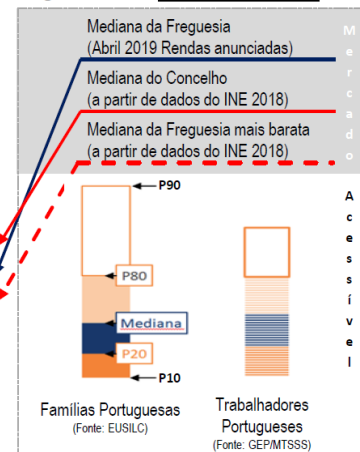 Mediana da Freguesia
(Abril 2019 Rendas anunciadas)
Mediana do Concelho
(a partir de dados do INE 2018)
Mediana da Freguesia mais barata
(a partir de dados do INE 2018)
Mercado
Acessível
P90
P80
Mediana
P20
P10
Famílias Portuguesas
(Fonte: EUSILC)
Trabalhadores
Portugueses
(Fonte: GEP/MTSSS)